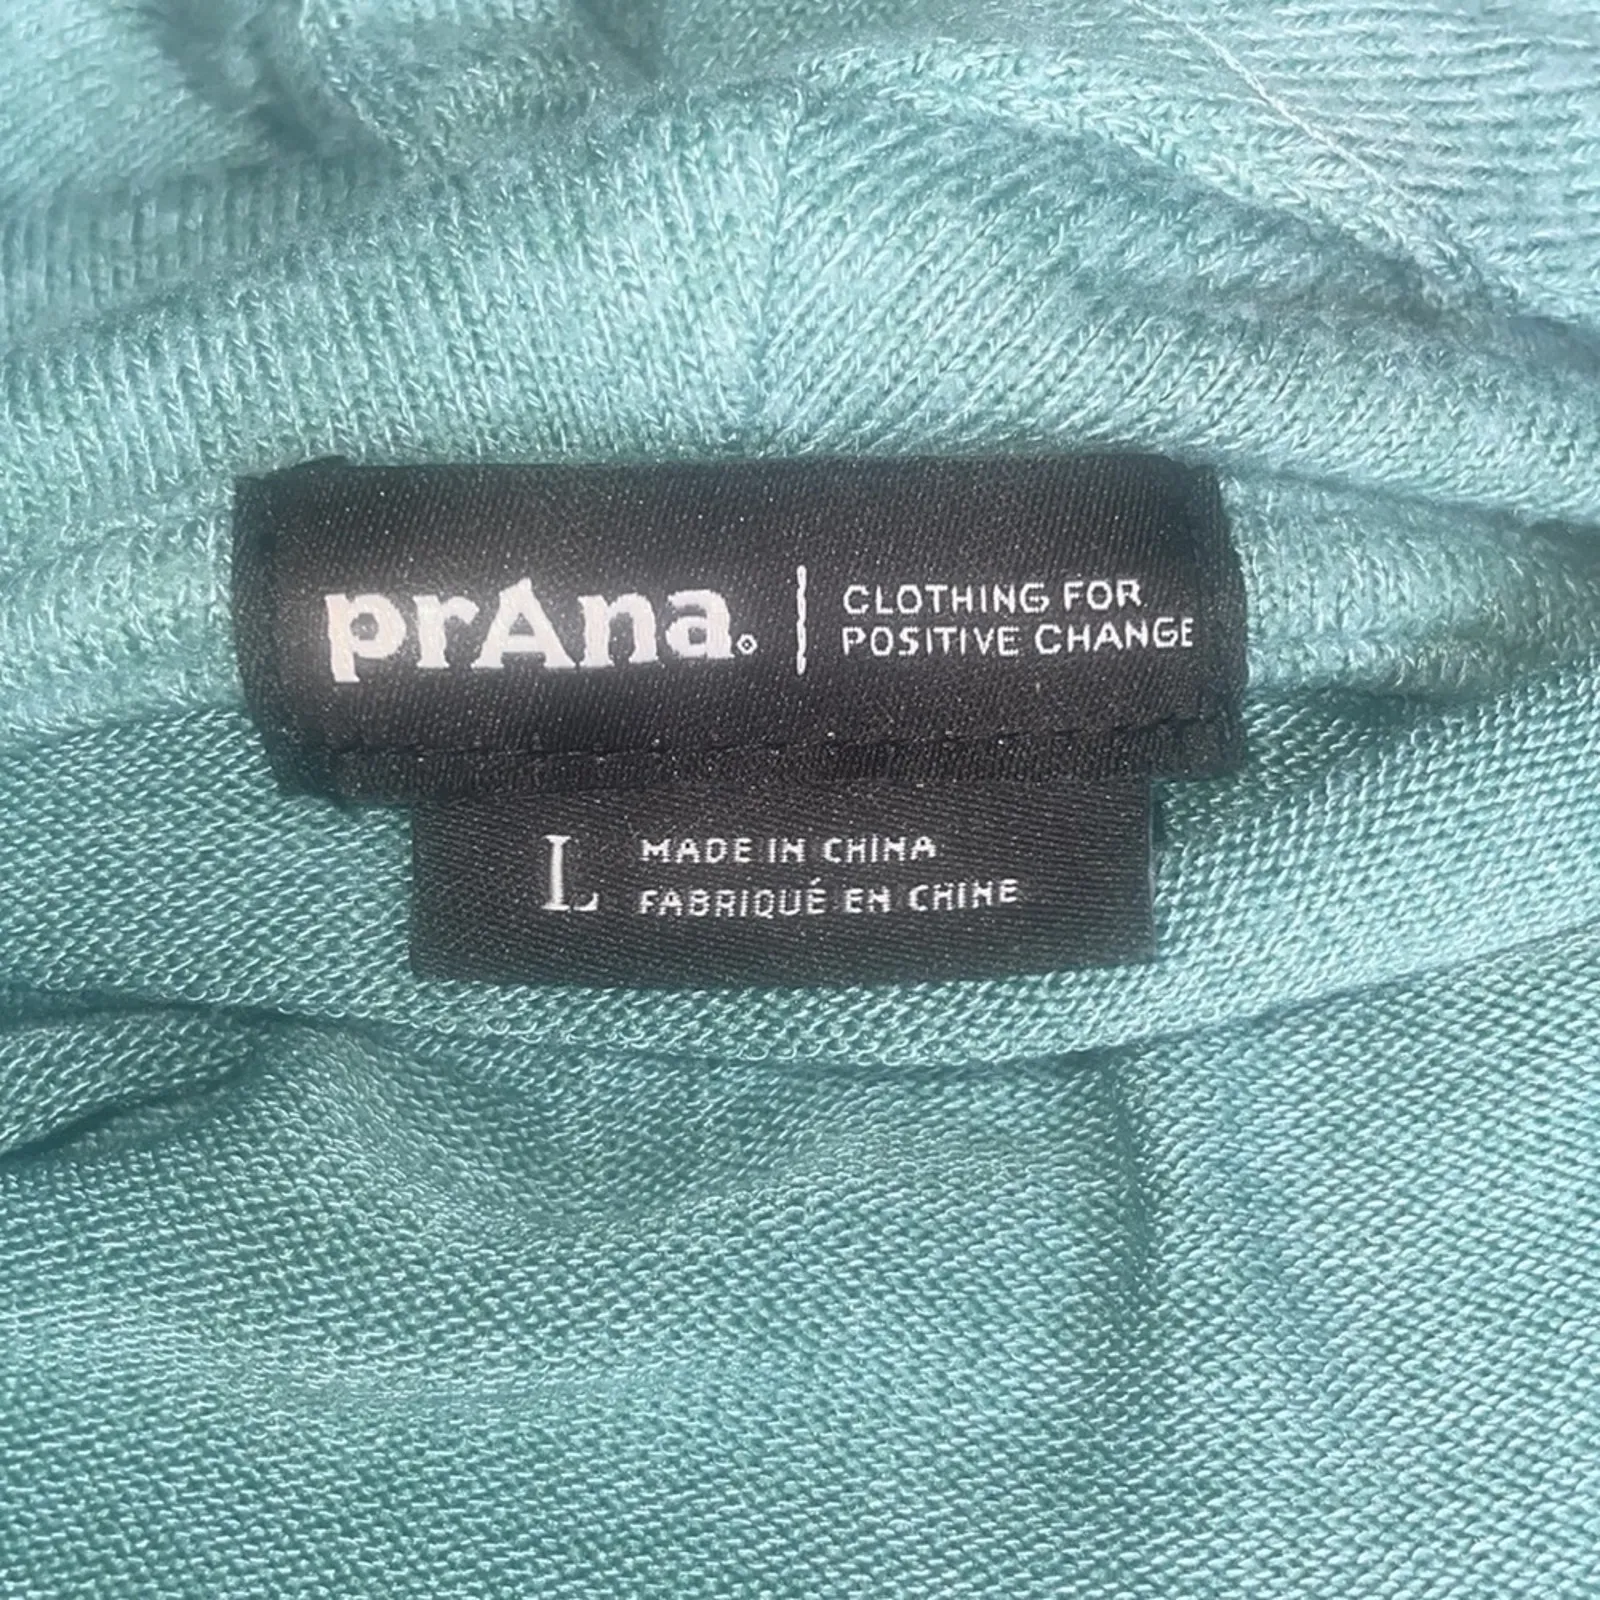 prAna.
CLOTHING FOR
POSITIVE CHANGE
L
MADE IN CHINA
FABRIQUÉ EN CHINE